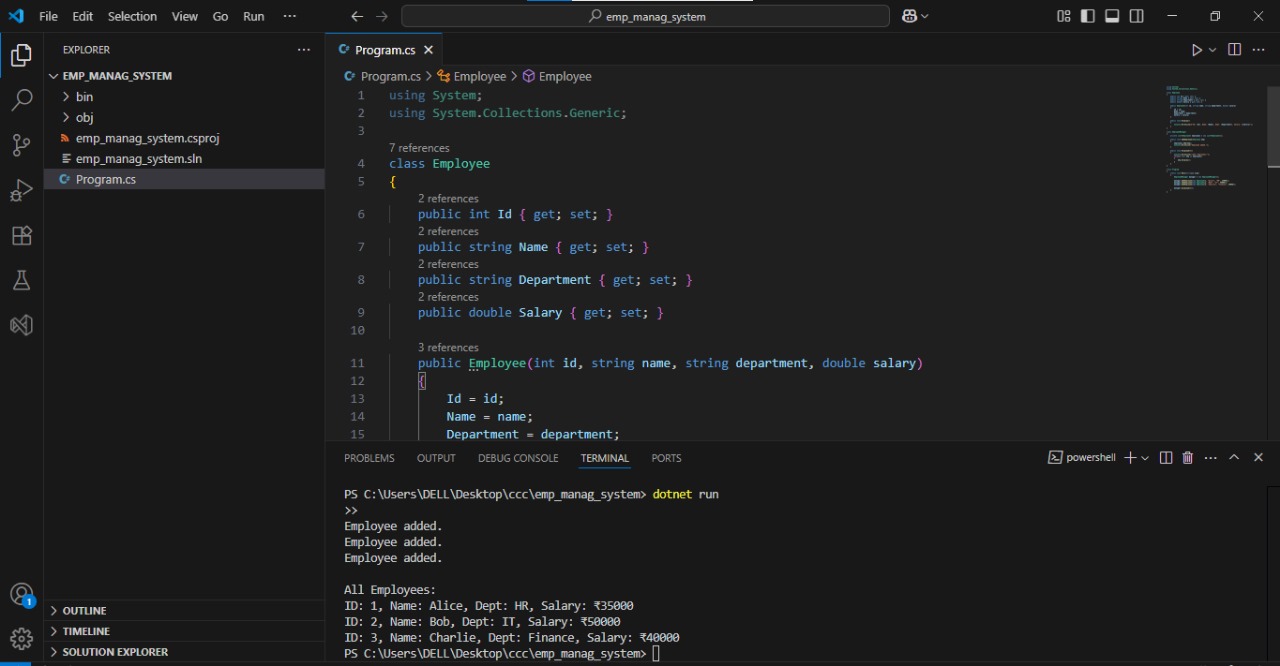 File Edit Selection View Go Run ··· emp_manag_system
EXPLORER ···
EMP_MANAG_SYSTEM
bin
obj
emp_manag_system.csproj
emp_manag_system.sln
Program.cs
OUTLINE
TIMELINE
SOLUTION EXPLORER
1
Program.cs
Program.cs > Employee > Employee
1 using System;
2 using System.Collections.Generic;
3
7 references
4 class Employee
5 {
2 references
6 public int Id { get; set; }
2 references
7 public string Name { get; set; }
2 references
8 public string Department { get; set; }
2 references
9 public double Salary { get; set; }
10
3 references
11 public Employee(int id, string name, string department, double salary)
12 {
13 Id = id;
14 Name = name;
15 Department = department;
PROBLEMS OUTPUT DEBUG CONSOLE TERMINAL PORTS powershell
PS C:\Users\DELL\Desktop\ccc\emp_manag_system> dotnet run
>>
Employee added.
Employee added.
Employee added.
All Employees:
ID: 1, Name: Alice, Dept: HR, Salary: ₹35000
ID: 2, Name: Bob, Dept: IT, Salary: ₹50000
ID: 3, Name: Charlie, Dept: Finance, Salary: ₹40000
PS C:\Users\DELL\Desktop\ccc\emp_manag_system>